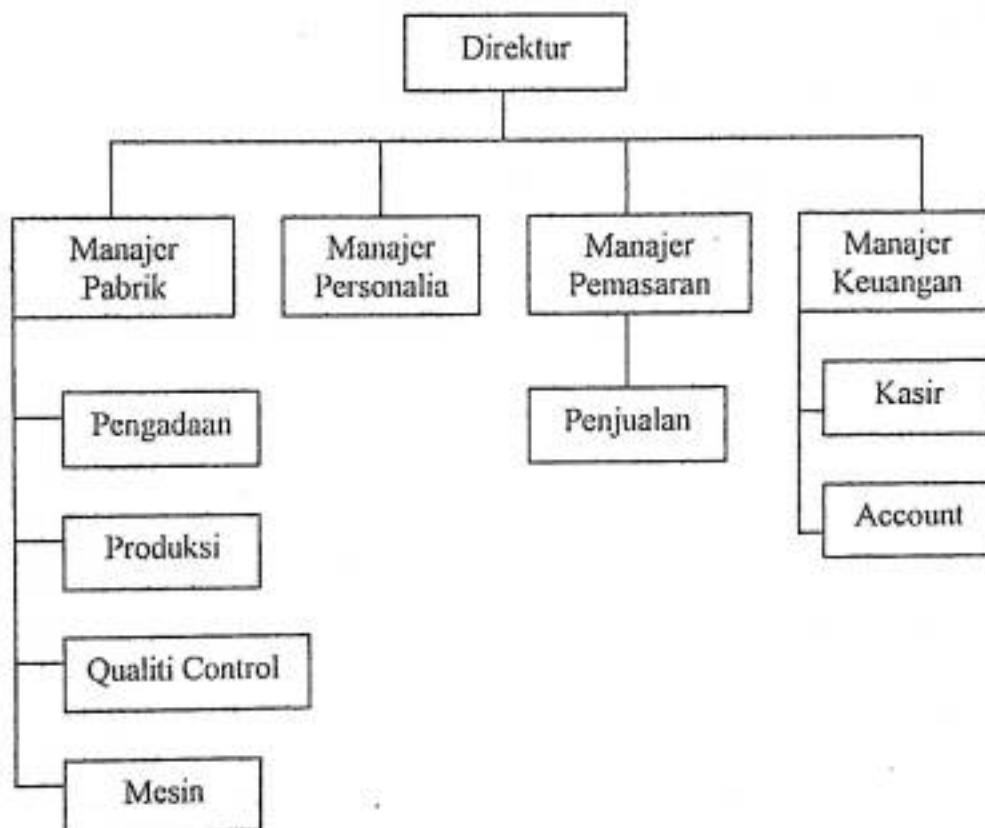 Direktur
Manajer
Pabrik
Manajer
Personalia
Manajer
Pemasaran
Manajer
Keuangan
Pengadaan
Produksi
Qualiti Control
Mesin
Penjualan
Kasir
Account